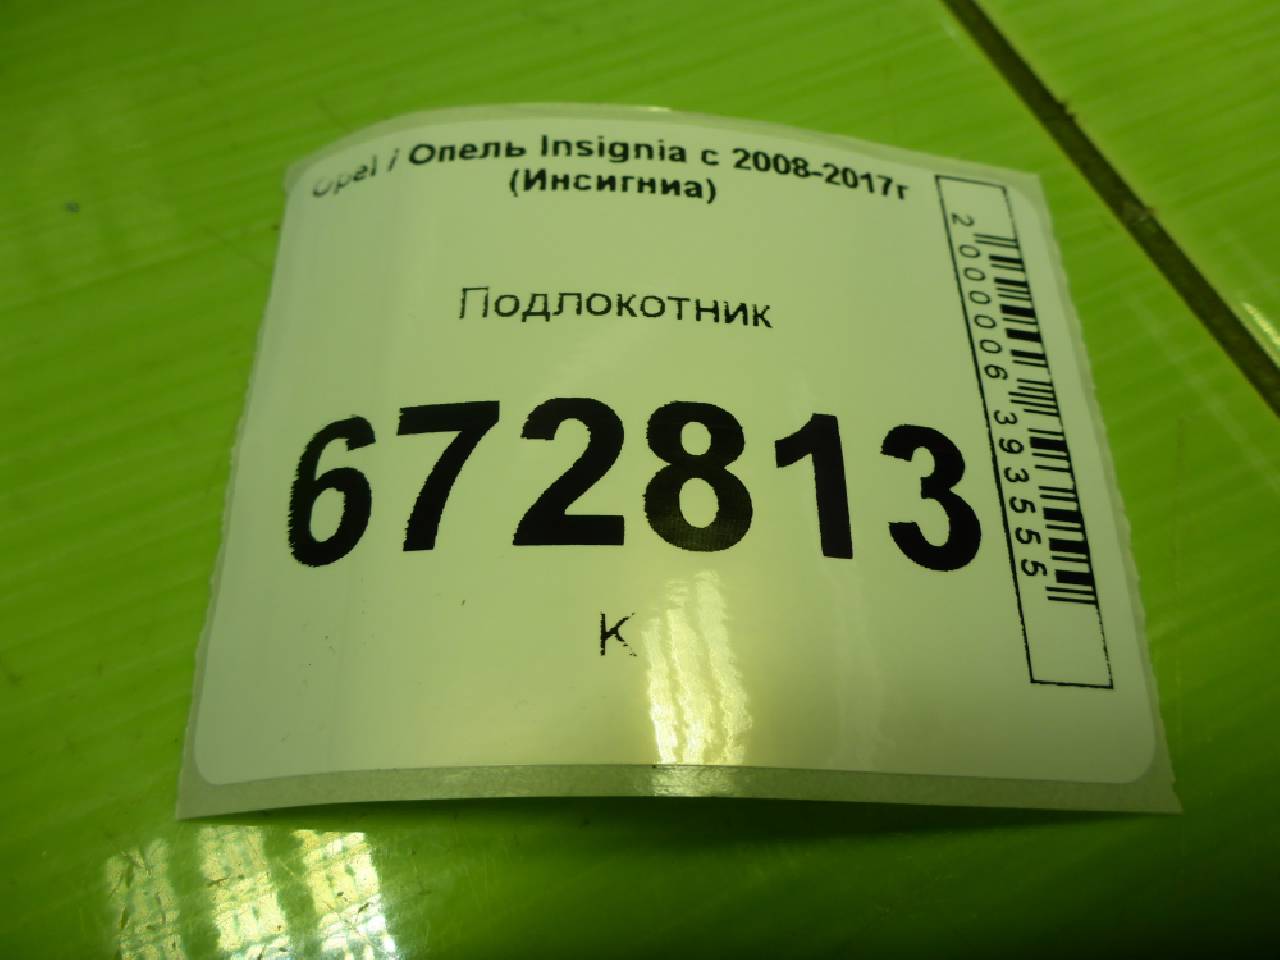 Opel / Опель Insignia с 2008-2017г
(Инсигниа)
Подлокотник
672813
К
2000006393555